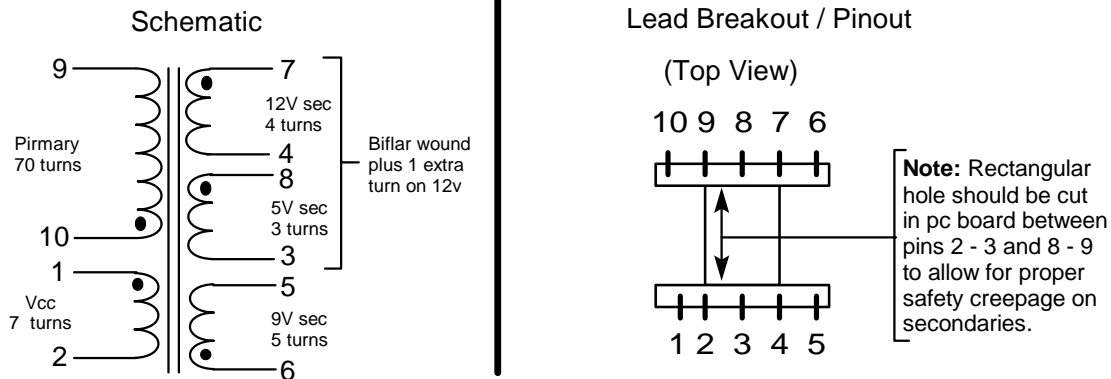 Schematic
9
Pirmary
70 turns
10
1
Vcc
7 turns
2
7
12V sec
4 turns
4
8
5V sec
3 turns
3
5
9V sec
5 turns
6
Biflar wound
plus 1 extra
turn on 12v
Lead Breakout / Pinout
(Top View)
10 9 8 7 6
1 2 3 4 5
Note: Rectangular
hole should be cut
in pc board between
pins 2 - 3 and 8 - 9
to allow for proper
safety creepage on
secondaries.